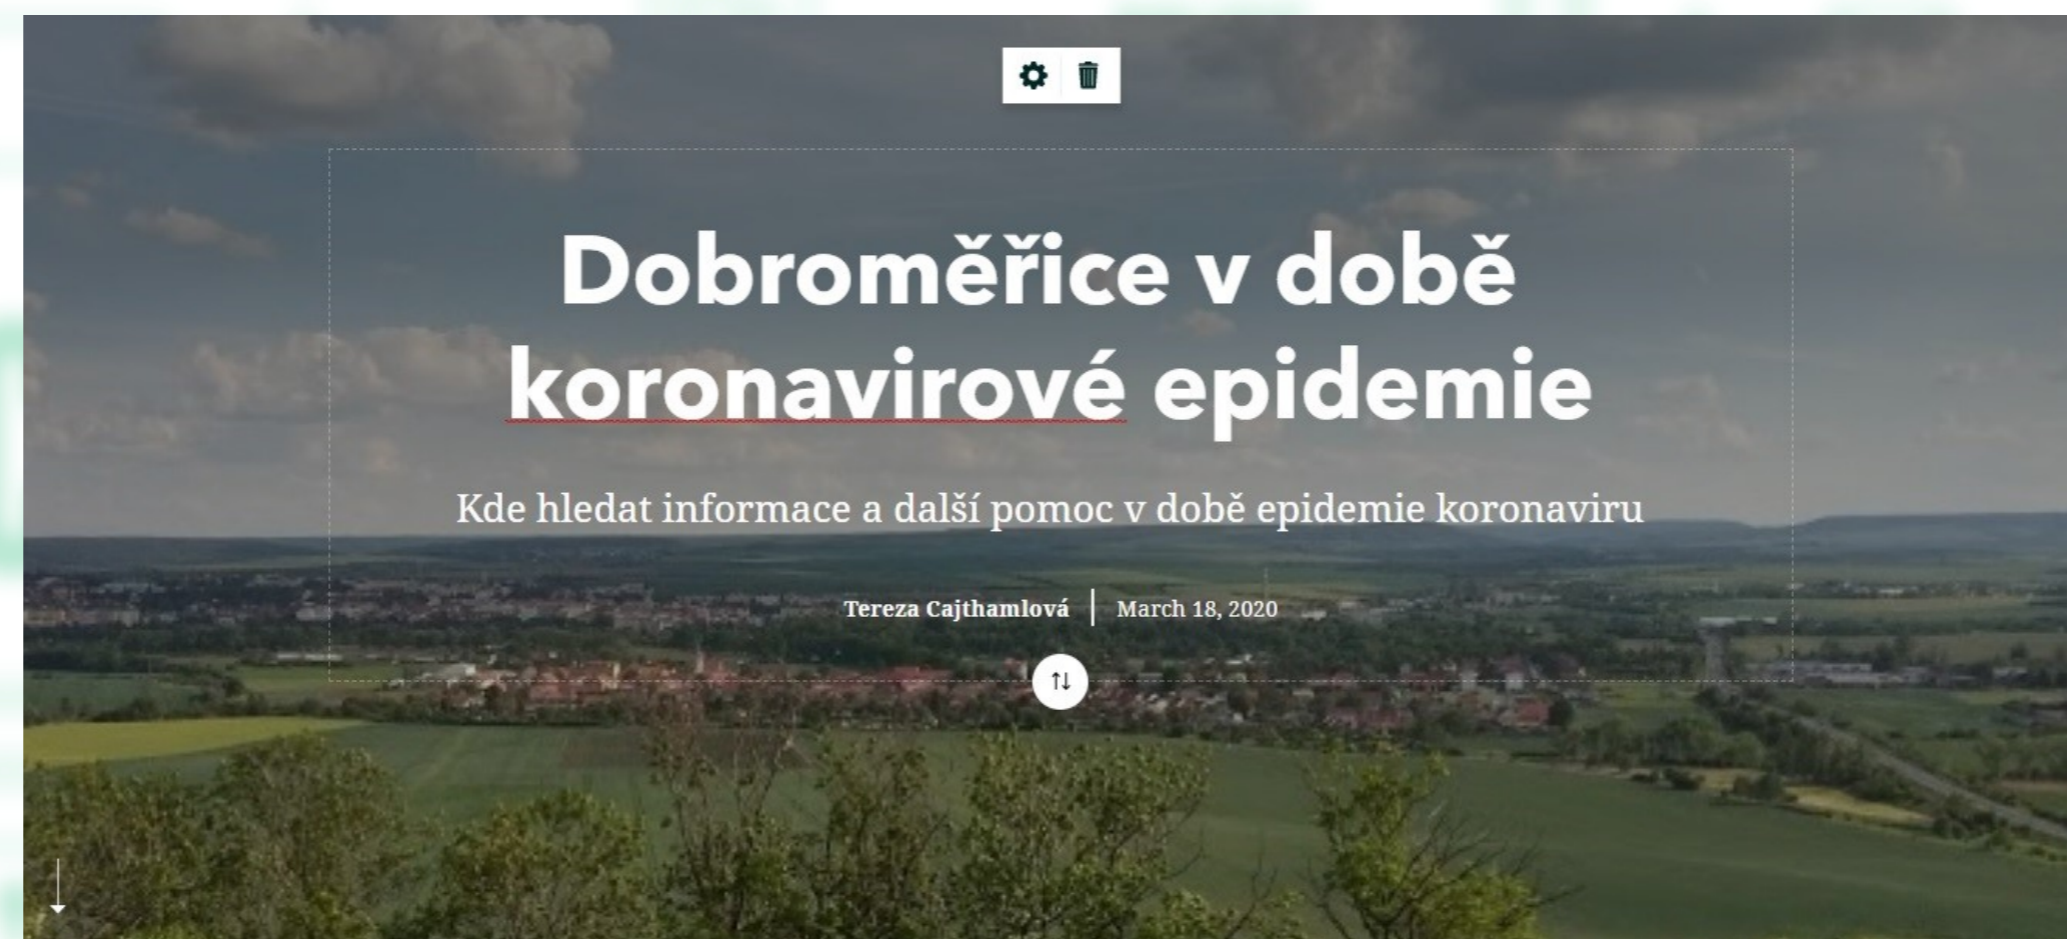 Dobroměřice v době
koronavirové epidemie
Kde hledat informace a další pomoc v době epidemie koronaviru
Tereza Cajthamlová | March 18, 2020